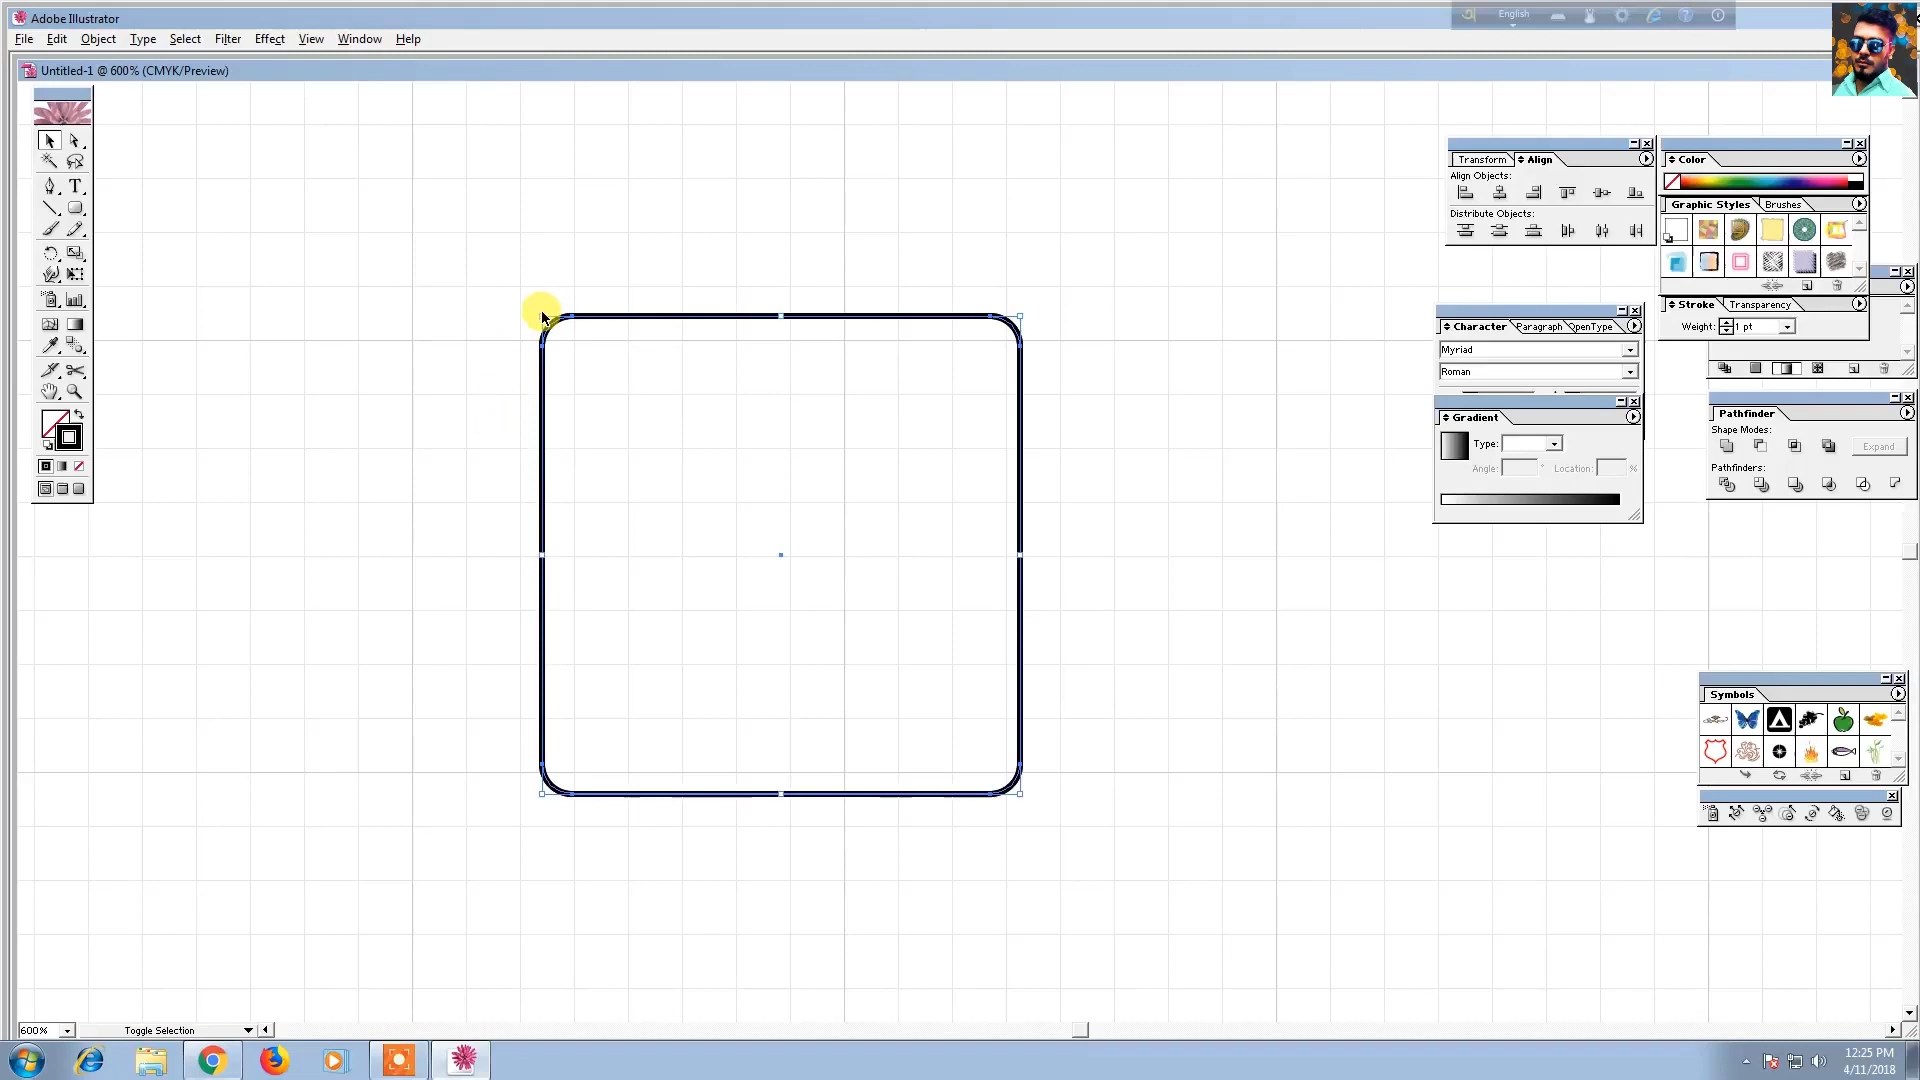 Adobe Illustrator
English
File Edit Object Type Select Filter Effect View Window Help
Untitled-1 @ 600% (CMYK/Preview)
Transform Align
Align Objects:
Distribute Objects:
Color
Graphic Styles Brushes
Stroke Transparency
Weight: 1 pt
Character Paragraph OpenType
Myriad
Roman
Gradient
Type:
Angle: ° Location: %
Pathfinder
Shape Modes:
Expand
Pathfinders:
Symbols
600% Toggle Selection
12:25 PM
4/11/2018